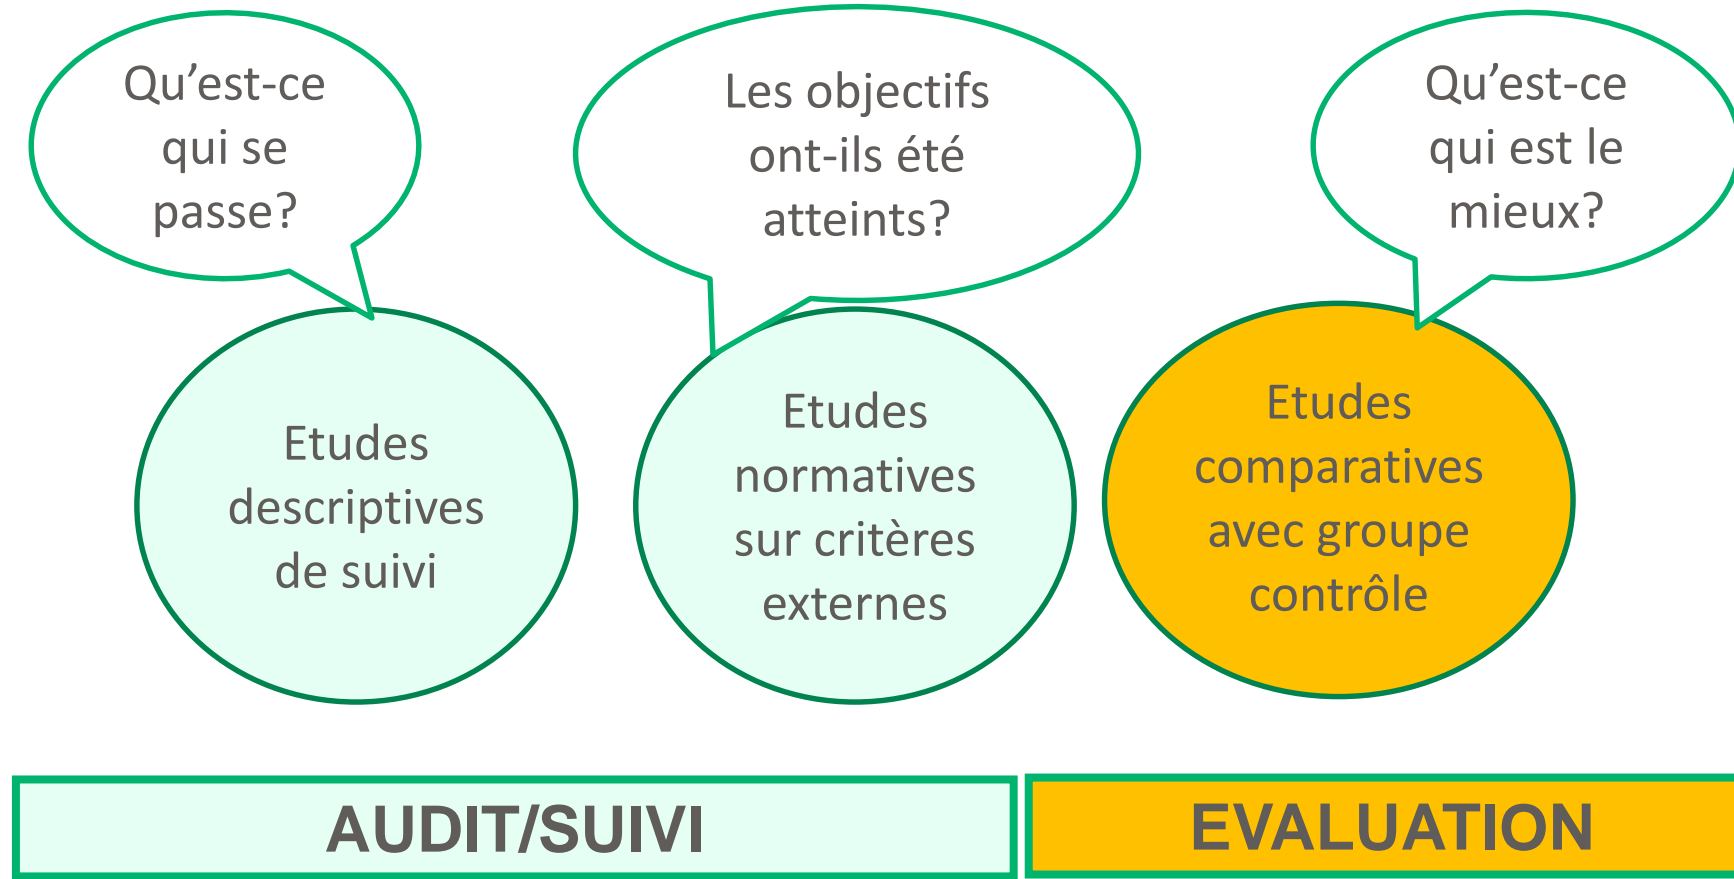 Qu’est-ce
qui se
passe?
Les objectifs
ont-ils été
atteints?
Qu’est-ce
qui est le
mieux?
Etudes
descriptives
de suivi
Etudes
normatives
sur critères
externes
Etudes
comparatives
avec groupe
contrôle
AUDIT/SUIVI
EVALUATION